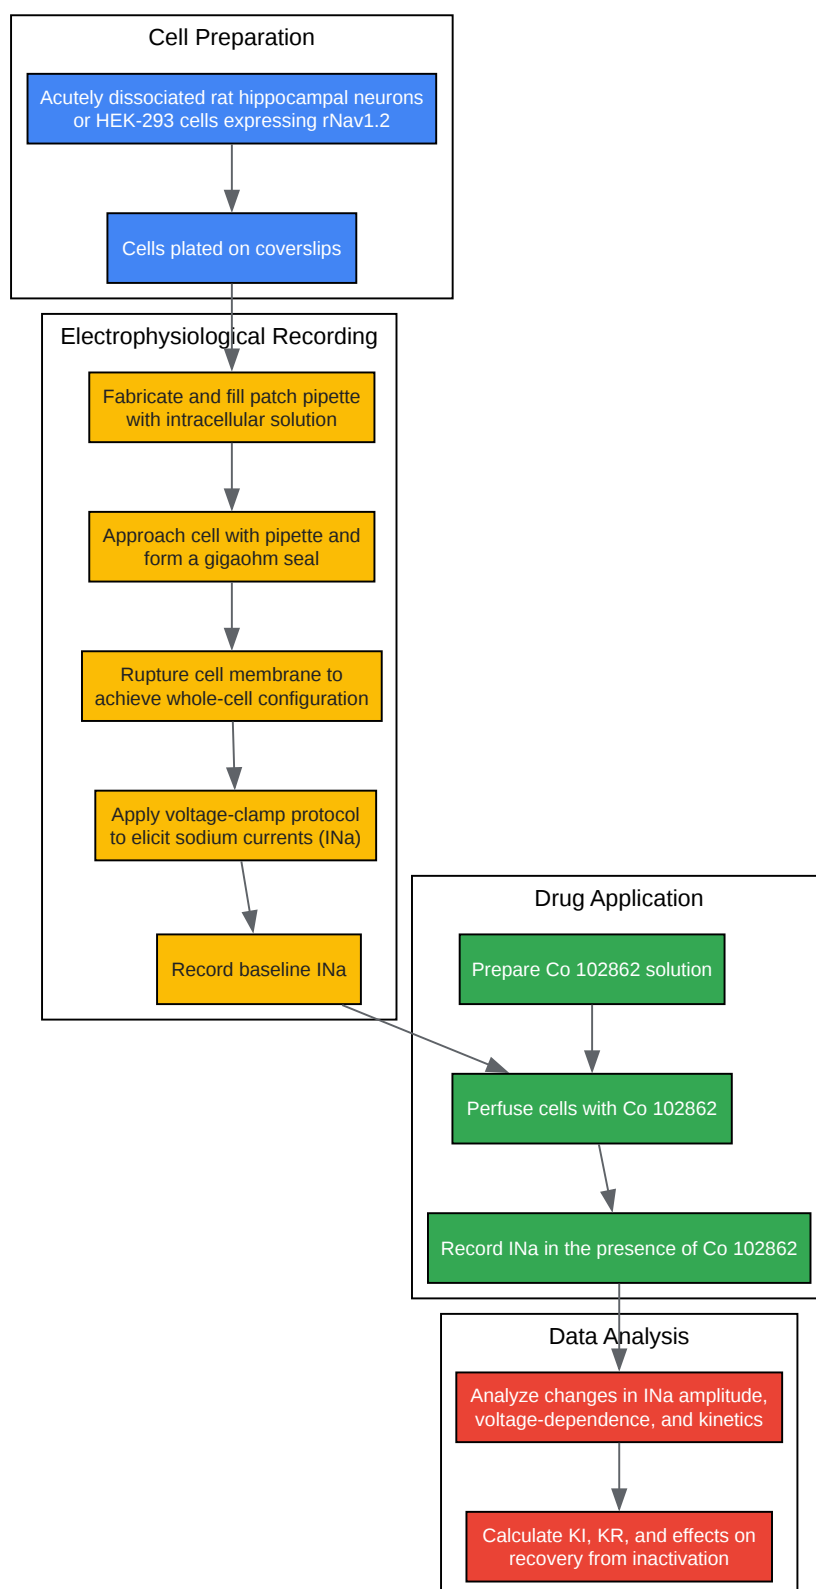 Cell Preparation
Acutely dissociated rat hippocampal neurons
or HEK-293 cells expressing rNav1.2
Cells plated on coverslips
Electrophysiological Recording
Fabricate and fill patch pipette
with intracellular solution
Approach cell with pipette and
form a gigaohm seal
Rupture cell membrane to
achieve whole-cell configuration
Apply voltage-clamp protocol
to elicit sodium currents (INa)
Record baseline INa
Drug Application
Prepare Co 102862 solution
Perfuse cells with Co 102862
Record INa in the presence of Co 102862
Data Analysis
Analyze changes in INa amplitude,
voltage-dependence, and kinetics
Calculate KI, KR, and effects on
recovery from inactivation